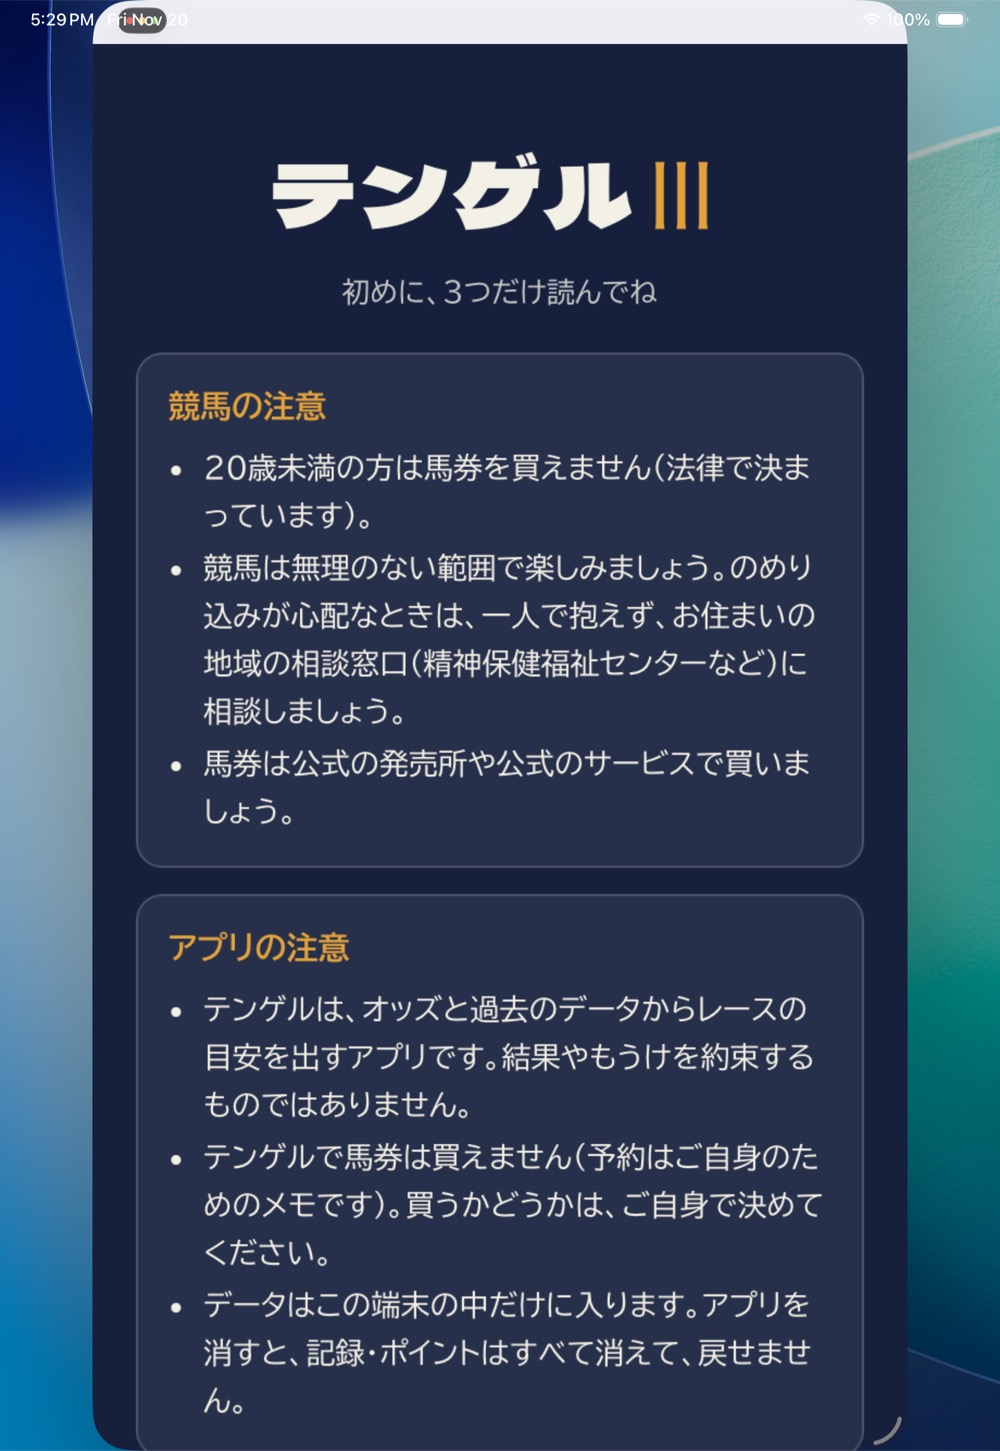 5:29 PM Fri Nov 20 100%
テンゲル III
初めに、3つだけ読んでね
競馬の注意
• 20歳未満の方は馬券を買えません(法律で決ま
っています)。
• 競馬は無理のない範囲で楽しみましょう。のめり
込みが心配なときは、一人で抱えず、お住まいの
地域の相談窓口(精神保健福祉センターなど)に
相談しましょう。
• 馬券は公式の発売所や公式のサービスで買いま
しょう。
アプリの注意
• テンゲルは、オッズと過去のデータからレースの
目安を出すアプリです。結果やもうけを約束する
ものではありません。
• テンゲルで馬券は買えません(予約はご自身のた
めのメモです)。買うかどうかは、ご自身で決めて
ください。
• データはこの端末の中だけに入ります。アプリを
消すと、記録・ポイントはすべて消えて、戻せませ
ん。